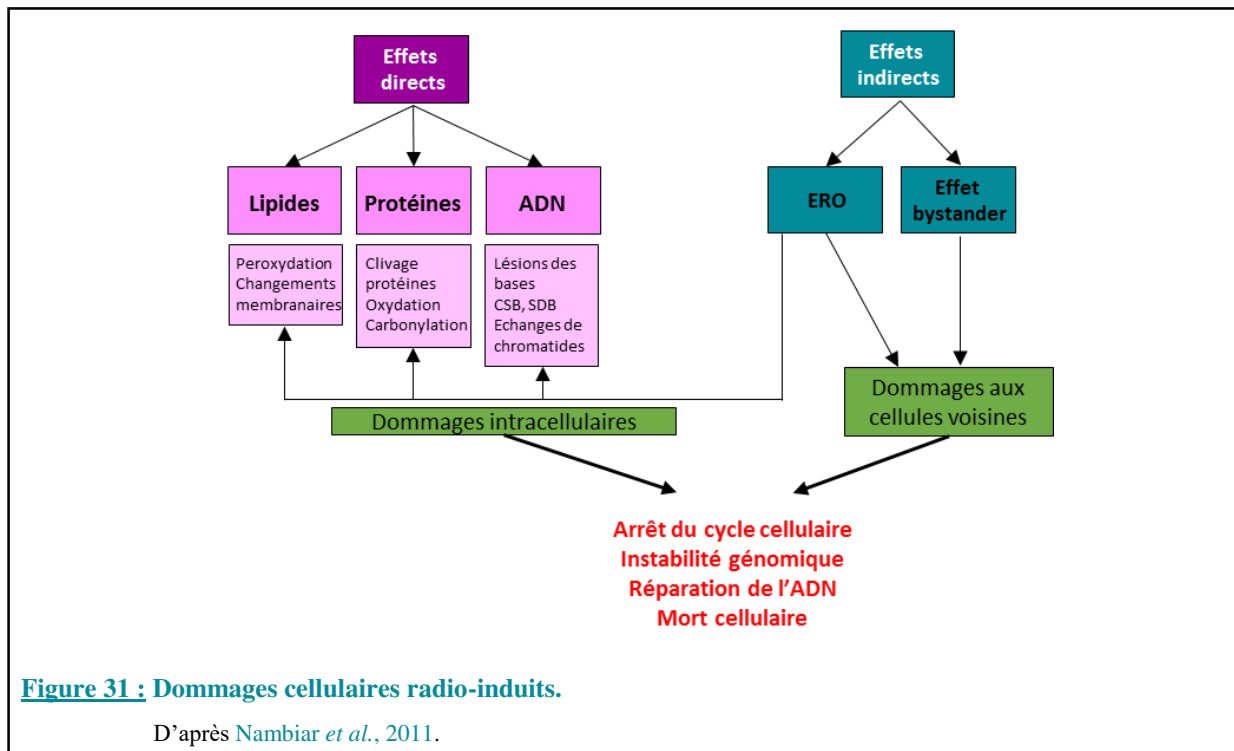 Effets
directs
Effets
indirects
Lipides
Protéines
ADN
ERO
Effet
bystander
Peroxydation
Changements
membranaires
Clivage
protéines
Oxydation
Carbonylation
Lésions des
bases
CSB, SDB
Echanges de
chromatides
Dommages intracellulaires
Dommages aux
cellules voisines
Arrêt du cycle cellulaire
Instabilité génomique
Réparation de l'ADN
Mort cellulaire
Figure 31 : Dommages cellulaires radio-induits.
D'après Nambiar et al., 2011.